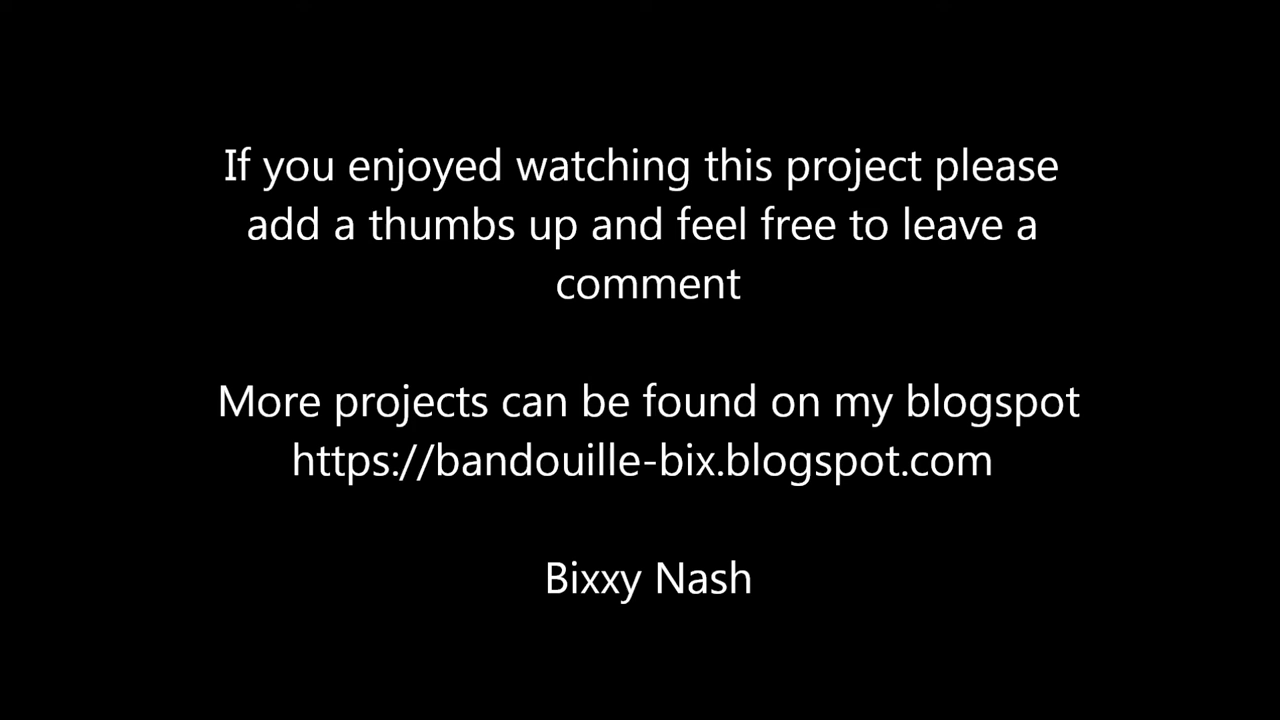 If you enjoyed watching this project please
add a thumbs up and feel free to leave a
comment
More projects can be found on my blogspot
https://bandouille-bix.blogspot.com
Bixxy Nash